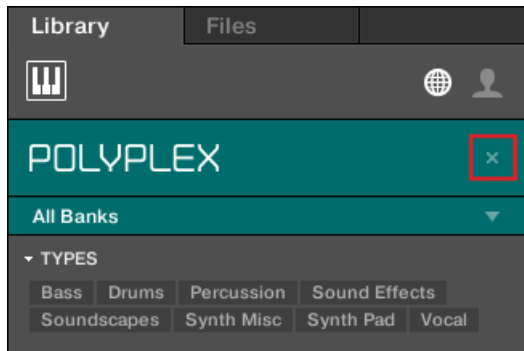 Library Files
POLYPLEX ×
All Banks
TYPES
Bass Drums Percussion Sound Effects
Soundscapes Synth Misc Synth Pad Vocal